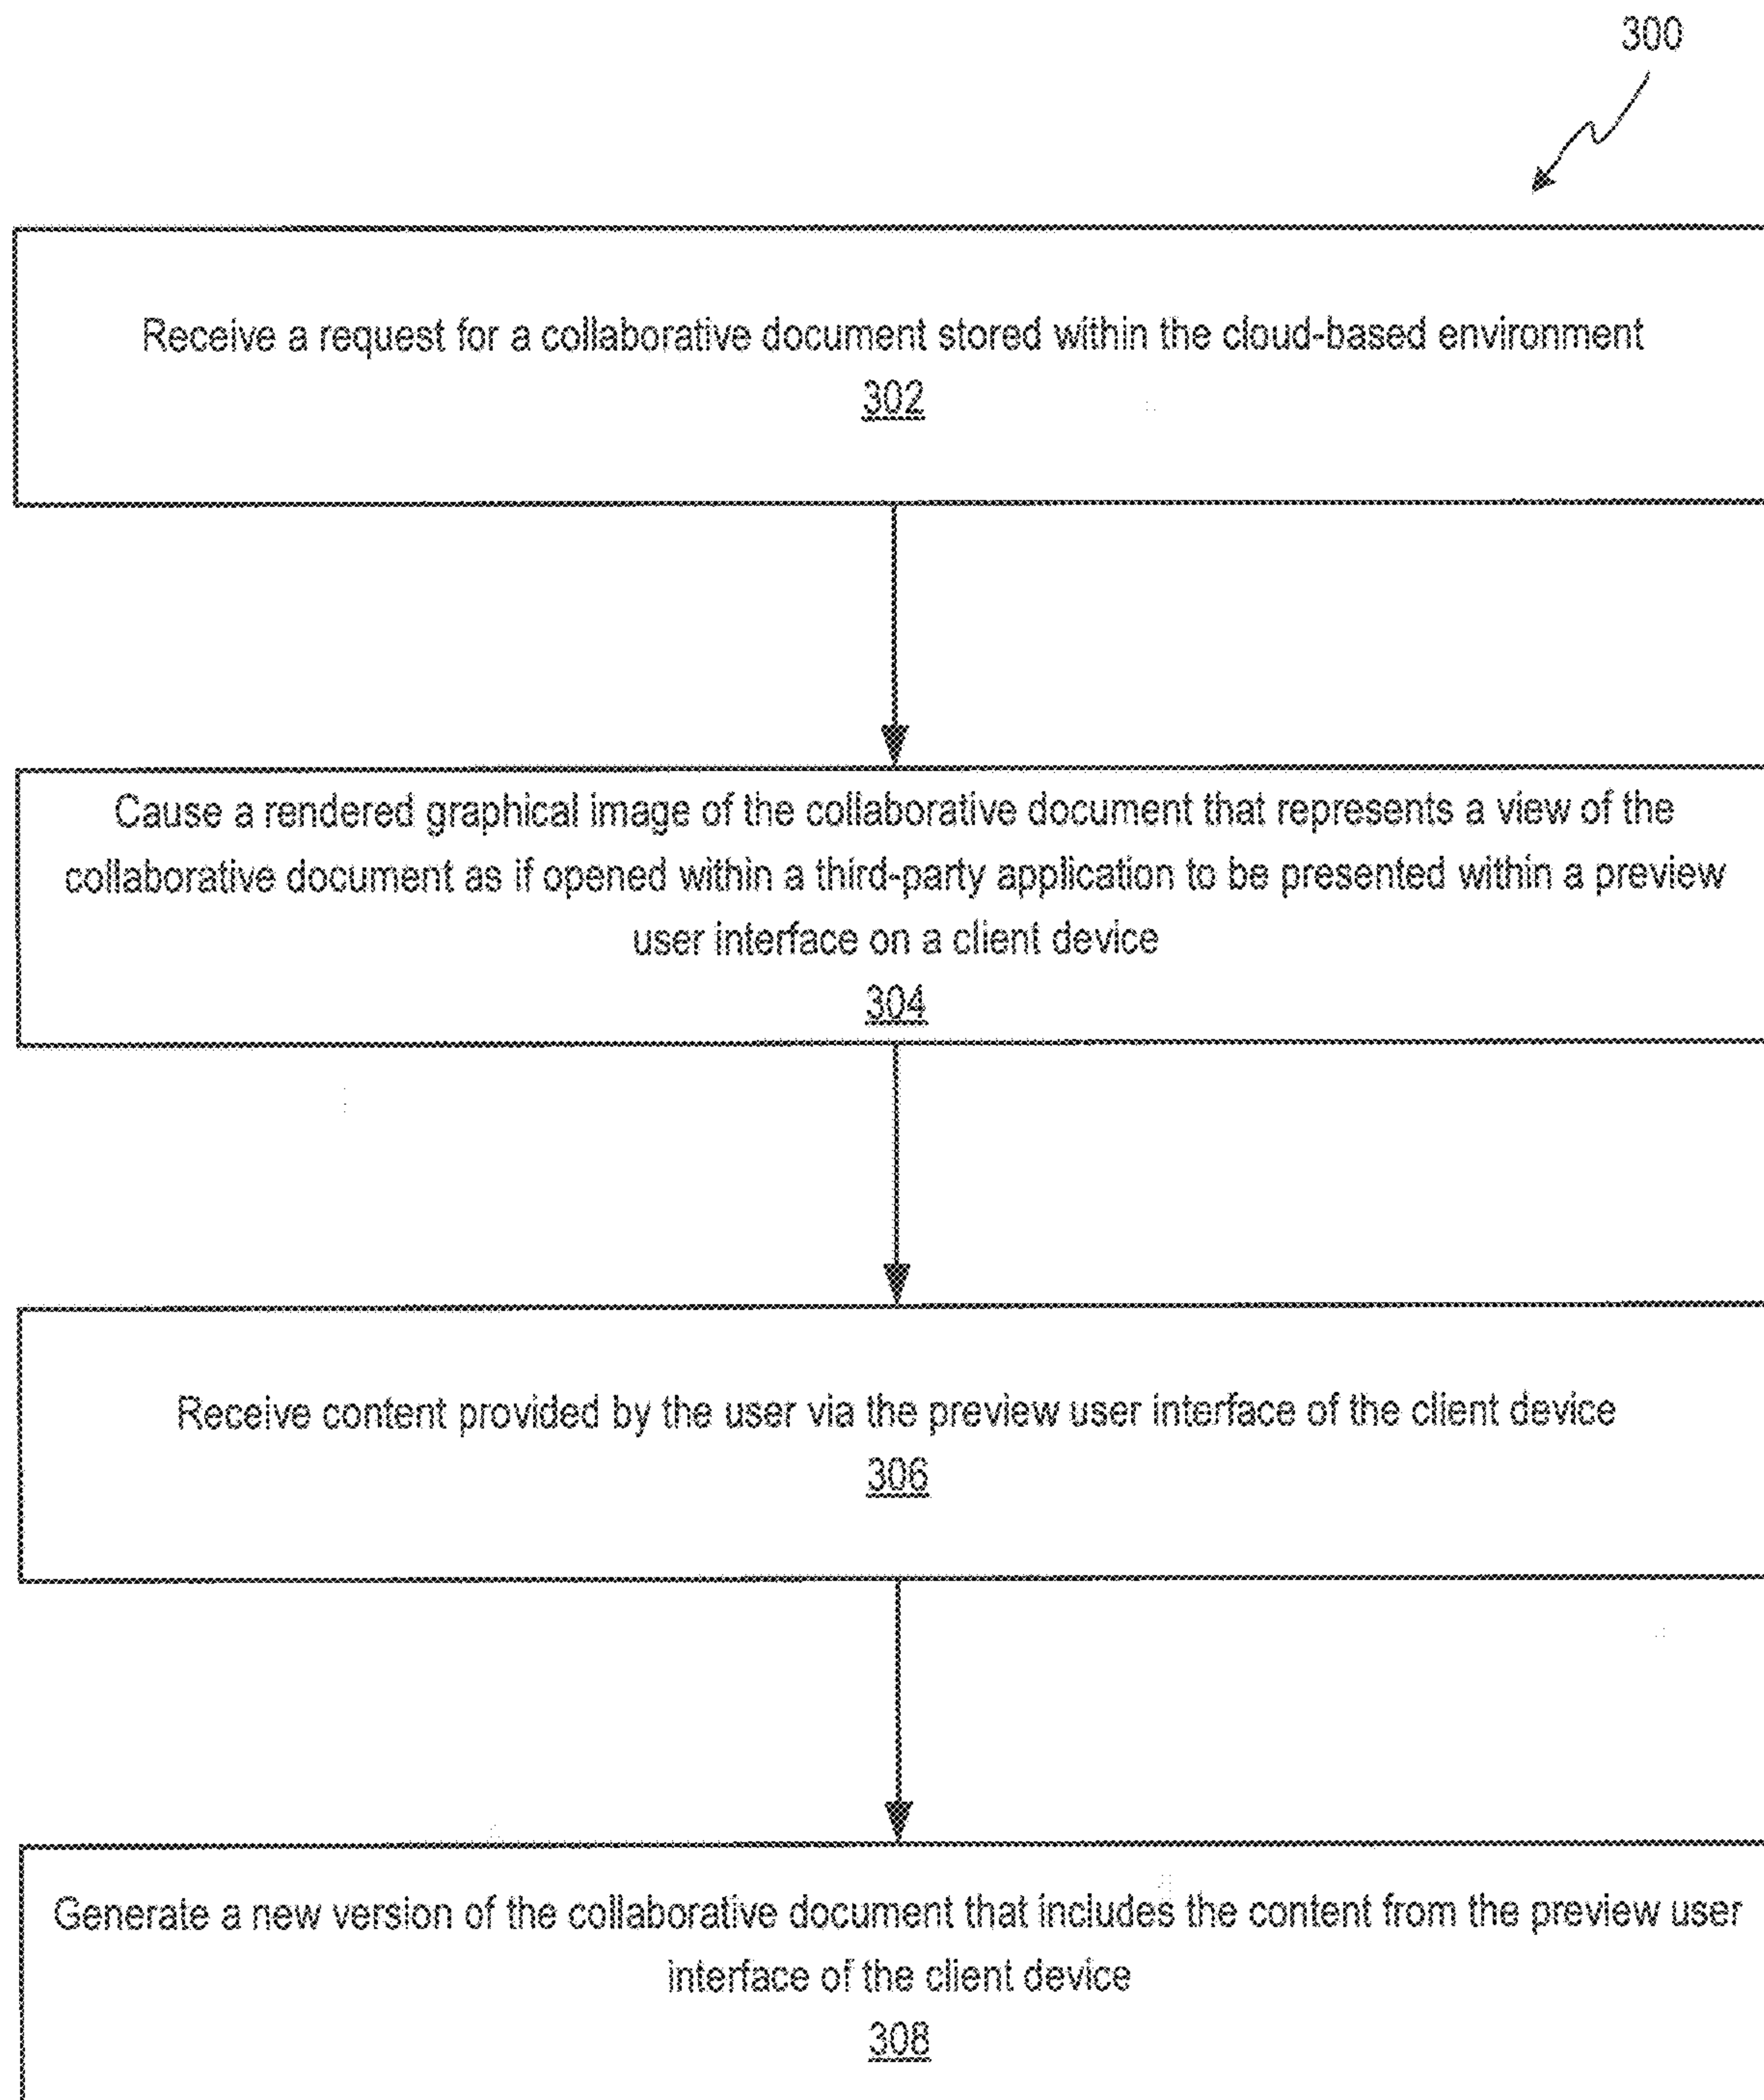 300
Receive a request for a collaborative document stored within the cloud-based environment
302
Cause a rendered graphical image of the collaborative document that represents a view of the
collaborative document as if opened within a third-party application to be presented within a preview
user interface on a client device
304
Receive content provided by the user via the preview user interface of the client device
306
Generate a new version of the collaborative document that includes the content from the preview user
interface of the client device
308